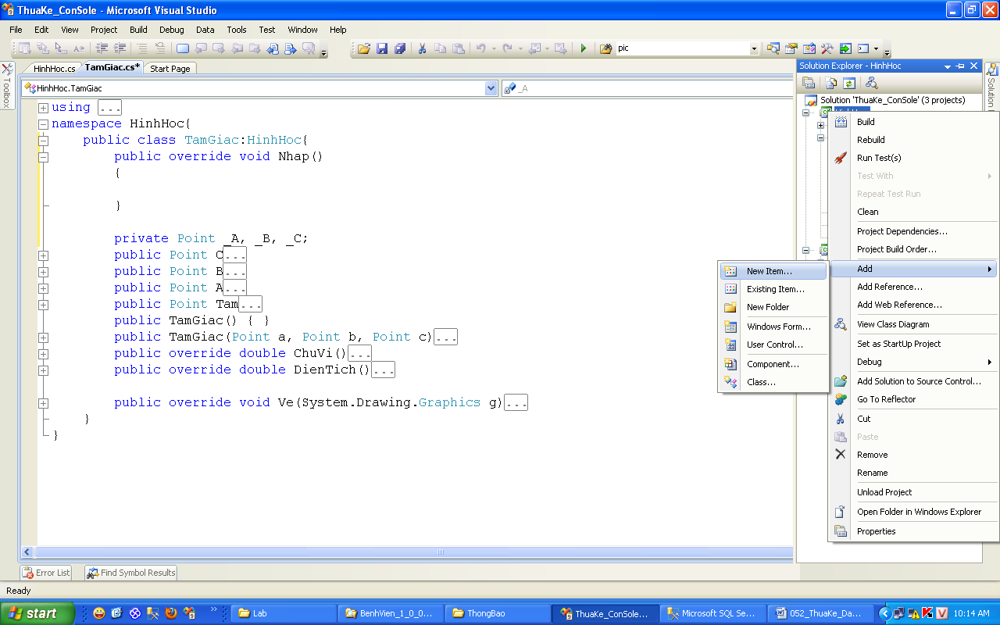 ThuaKe_ConSole - Microsoft Visual Studio
File Edit View Project Build Debug Data Tools Test Window Help
pic
HinhHoc.cs TamGiac.cs* Start Page
Toolbox
HinhHoc.TamGiac _A
using ...
namespace HinhHoc{
public class TamGiac:HinhHoc{
public override void Nhap()
{
}
private Point _A, _B, _C;
public Point C...
public Point B...
public Point A...
public Point Tam...
public TamGiac() { }
public TamGiac(Point a, Point b, Point c)...
public override double ChuVi()...
public override double DienTich()...
public override void Ve(System.Drawing.Graphics g)...
}
}
Solution Explorer - HinhHoc
Solution 'ThuaKe_ConSole' (3 projects)
Build
Rebuild
Run Test(s)
Test With
Repeat Test Run
Clean
Project Dependencies...
Project Build Order...
Add
Add Reference...
Add Web Reference...
View Class Diagram
Set as StartUp Project
Debug
Add Solution to Source Control...
Go To Reflector
Cut
Paste
Remove
Rename
Unload Project
Open Folder in Windows Explorer
Properties
New Item...
Existing Item...
New Folder
Windows Form...
User Control...
Component...
Class...
Error List Find Symbol Results
Ready
start Lab BenhVien_1_0_0... ThongBao ThuaKe_ConSole... Microsoft SQL Se... 052_ThuaKe_Da... 10:14 AM